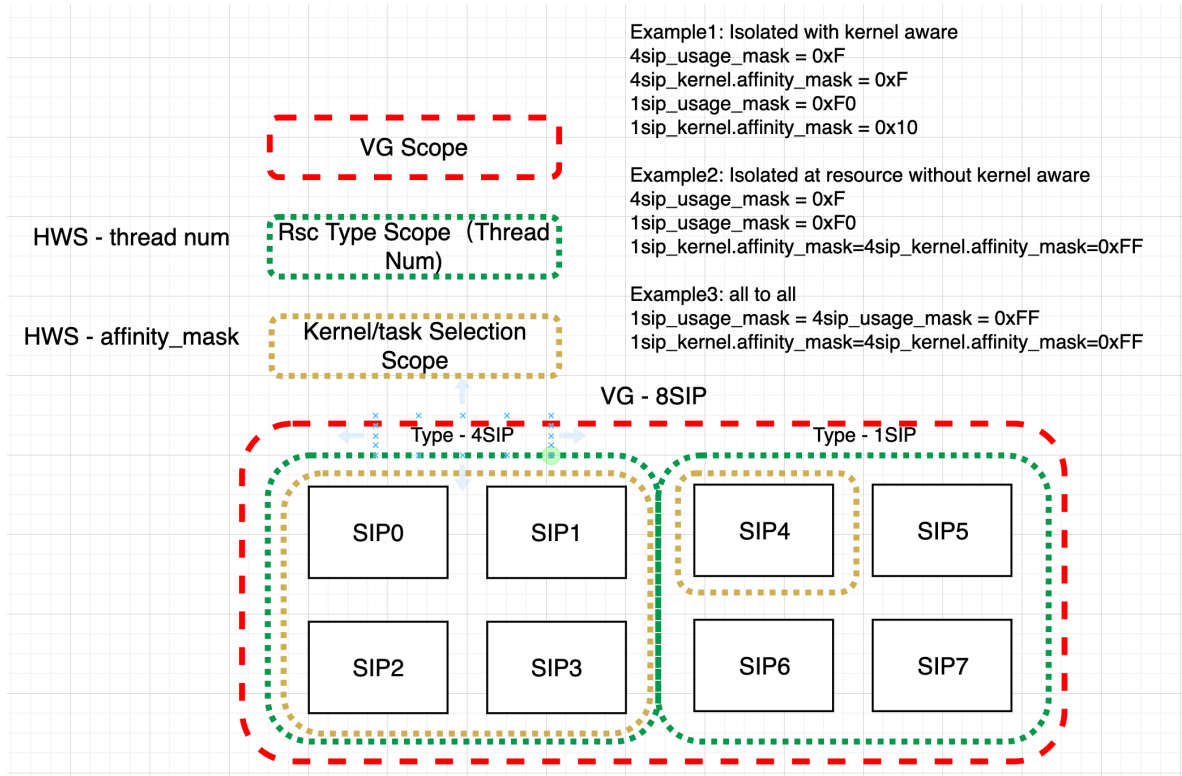 Example1: Isolated with kernel aware
4sip_usage_mask = 0xF
4sip_kernel.affinity_mask = 0xF
1sip_usage_mask = 0xF0
1sip_kernel.affinity_mask = 0x10
VG Scope
Example2: Isolated at resource without kernel aware
4sip_usage_mask = 0xF
1sip_usage_mask = 0xF0
1sip_kernel.affinity_mask=4sip_kernel.affinity_mask=0xFF
HWS - thread num
Rsc Type Scope（Thread
Num)
Example3: all to all
1sip_usage_mask = 4sip_usage_mask = 0xFF
1sip_kernel.affinity_mask=4sip_kernel.affinity_mask=0xFF
HWS - affinity_mask
Kernel/task Selection
Scope
VG - 8SIP
Type - 4SIP
Type - 1SIP
SIP0
SIP1
SIP4
SIP5
SIP2
SIP3
SIP6
SIP7